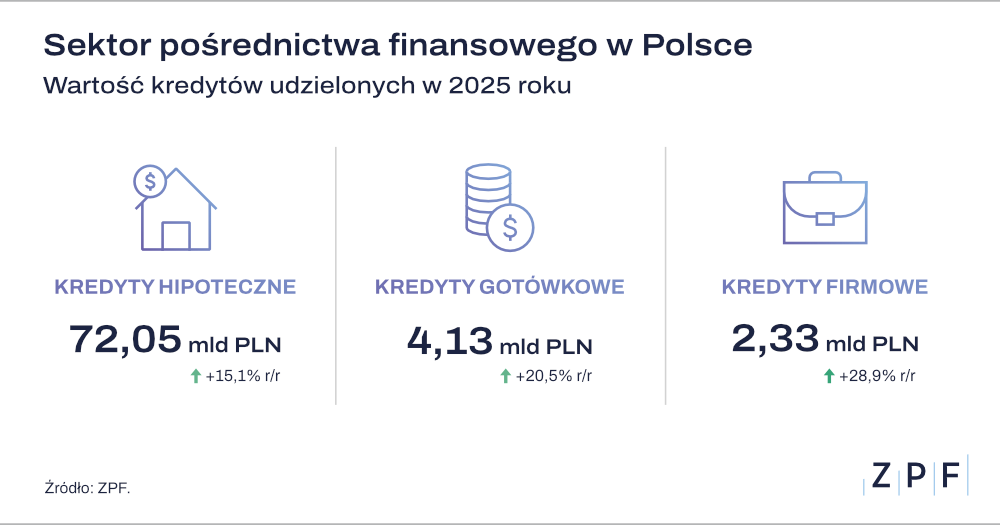 Sektor pośrednictwa finansowego w Polsce
Wartość kredytów udzielonych w 2025 roku
$
$
KREDYTY HIPOTECZNE
72,05 mld PLN
+15,1% r/r
KREDYTY GOTÓWKOWE
4,13 mld PLN
+20,5% r/r
KREDYTY FIRMOWE
2,33 mld PLN
+28,9% r/r
Źródło: ZPF.
ZPF